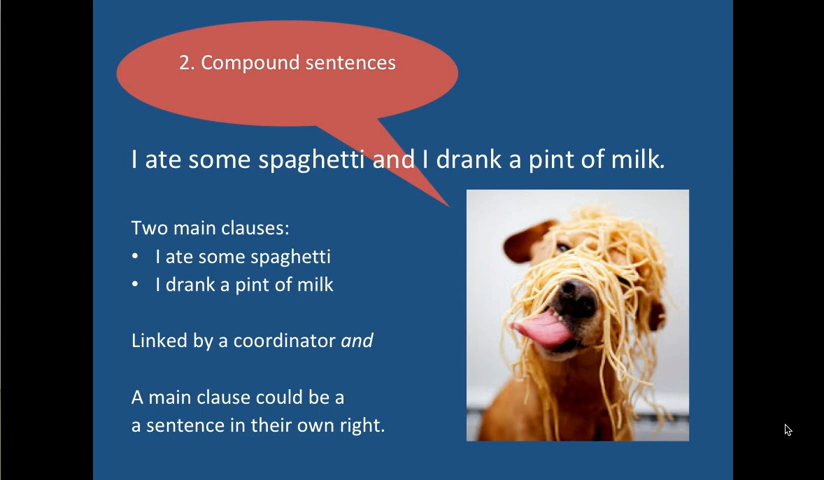 2. Compound sentences
I ate some spaghetti and I drank a pint of milk.
Two main clauses:
• I ate some spaghetti
• I drank a pint of milk
Linked by a coordinator and
A main clause could be a
a sentence in their own right.